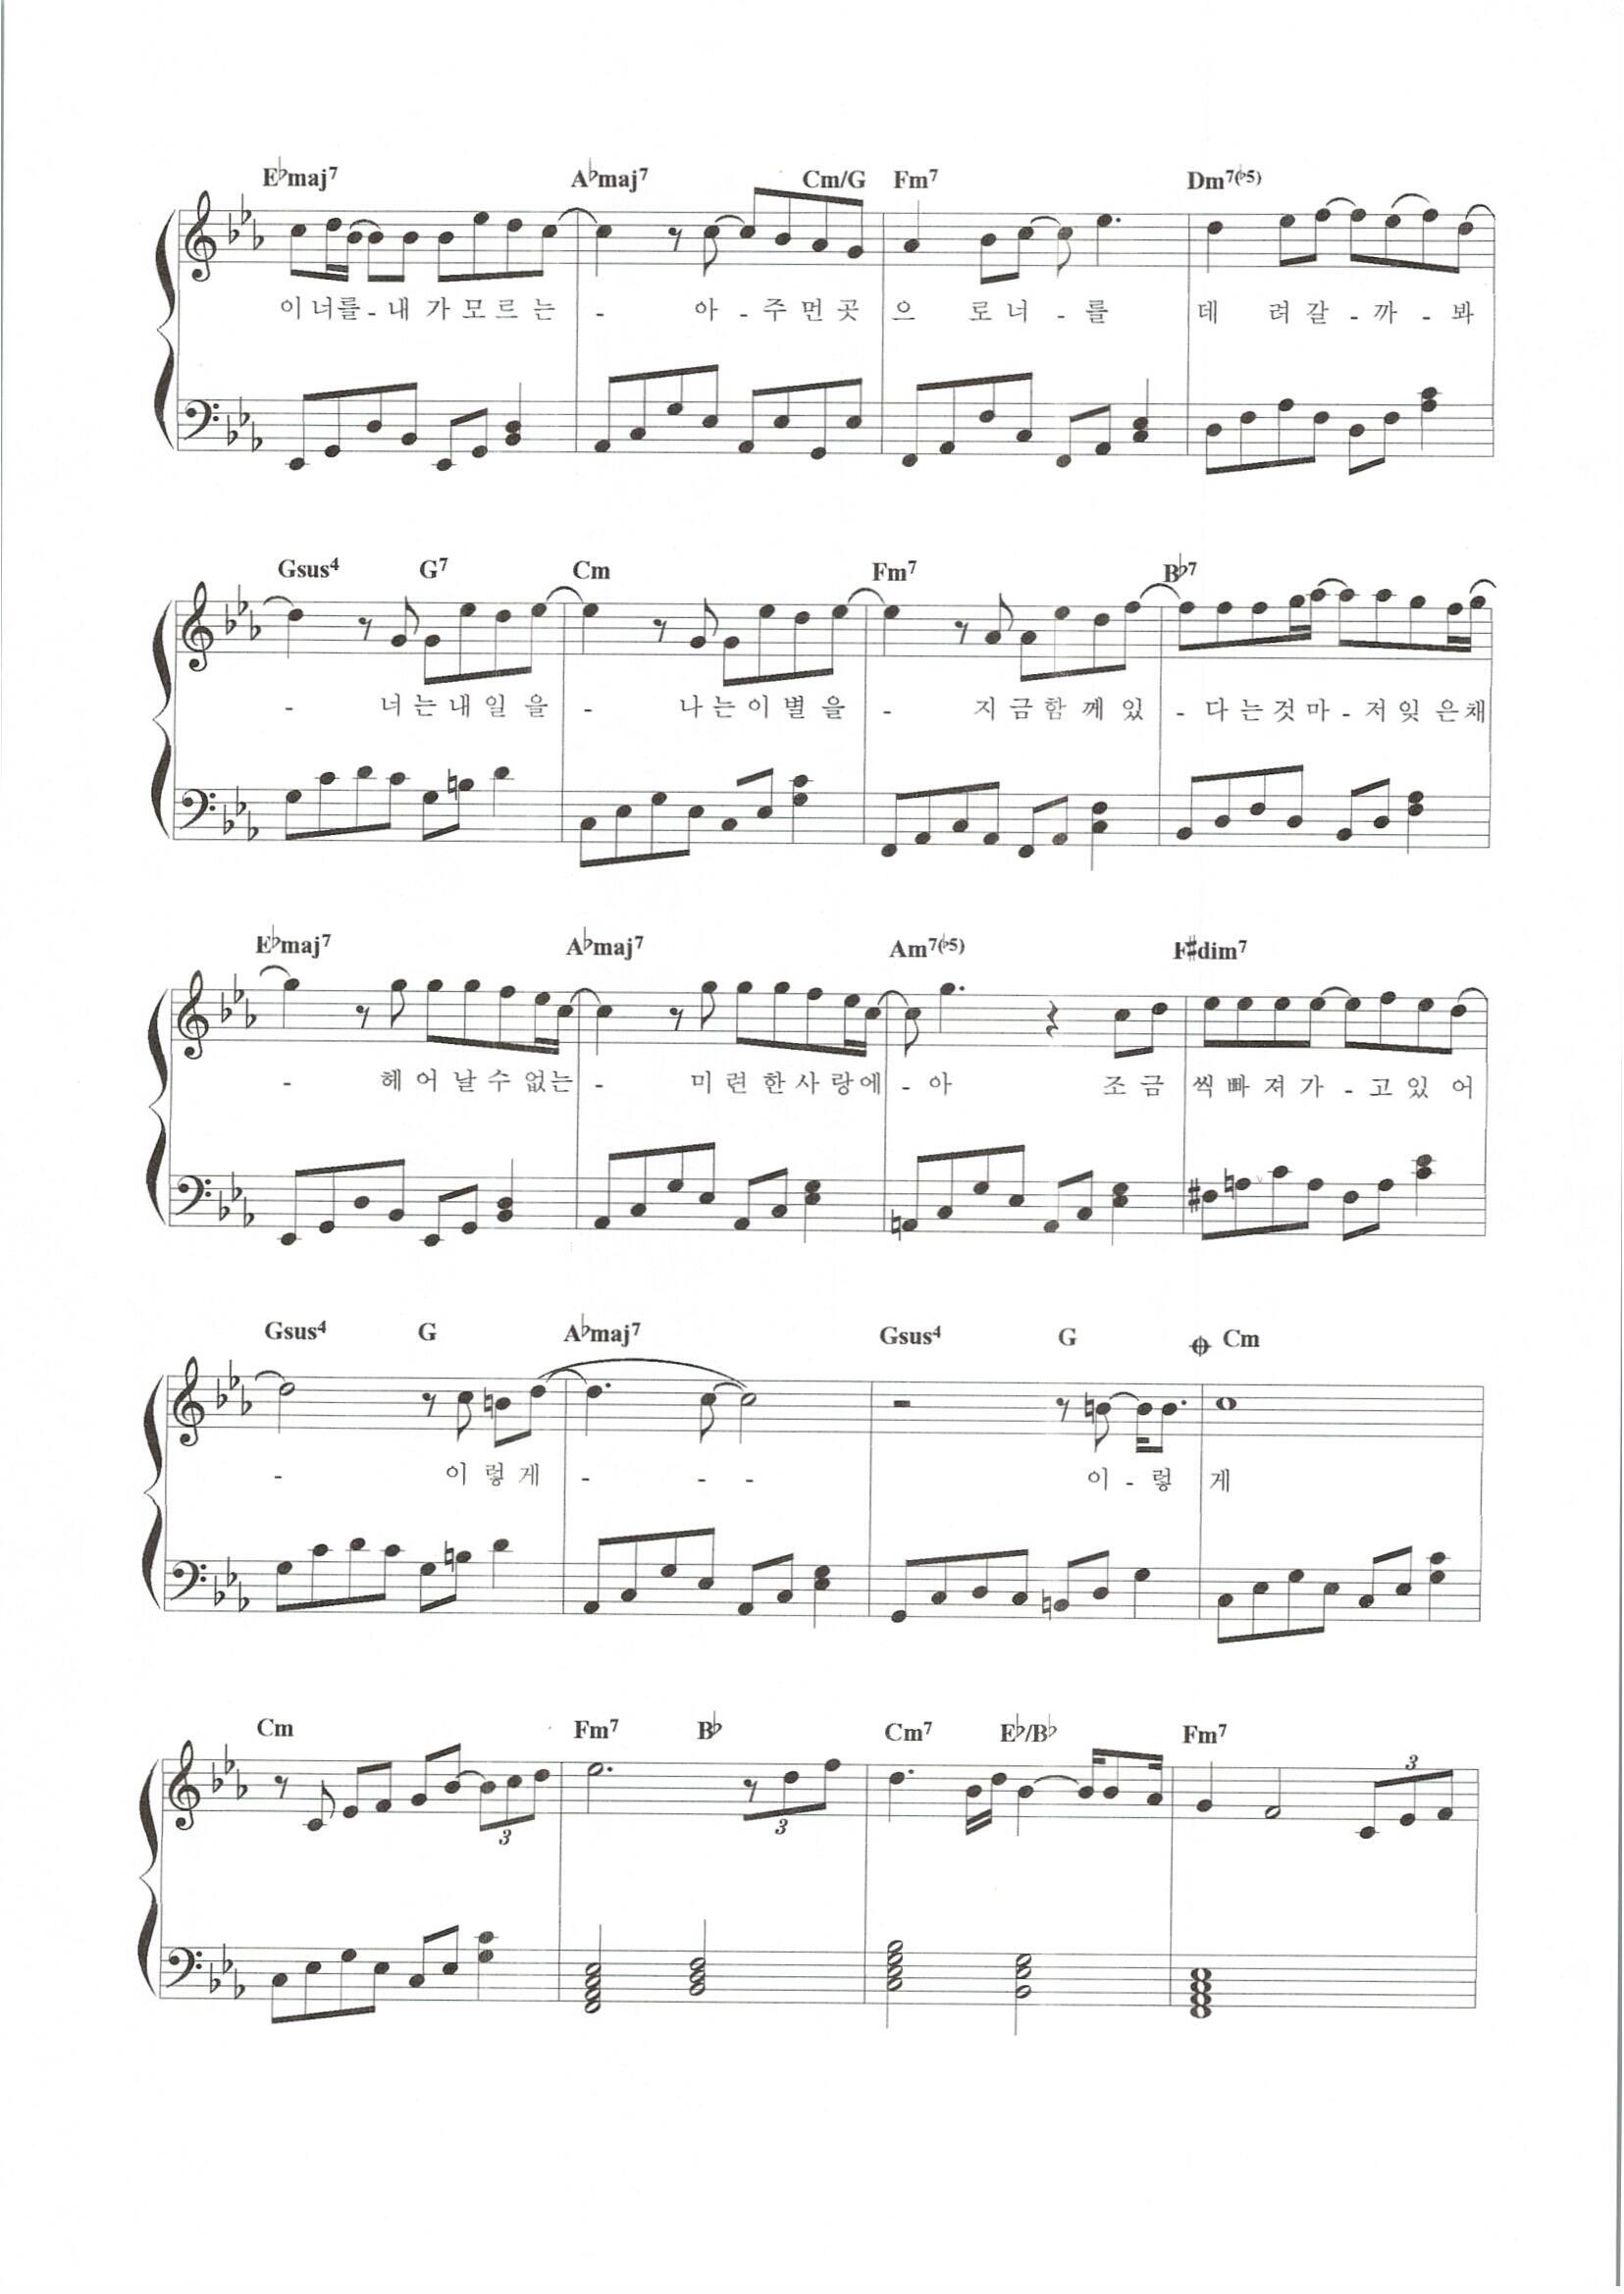 E♭maj7 A♭maj7 Cm/G Fm7 Dm7(♭5)
이 너를 - 내 가 모 르 는 - 아 - 주 먼 곳 으 로 너 - 를 데 려 갈 - 까 - 봐
Gsus4 G7 Cm Fm7 B♭7
- 너 는 내 일 을 - 나 는 이 별 을 - 지 금 함 께 있 - 다 는 것 마 - 저 잊 은 채
E♭maj7 A♭maj7 Am7(♭5) F#dim7
- 헤 어 날 수 없는 - 미 련 한 사 랑 에 - 아 조 금 씩 빠 져 가 - 고 있 어
Gsus4 G A♭maj7 Gsus4 G Cm
- 이 렇 게 - - - 이 - 렇 게
Cm Fm7 B♭ Cm7 E♭/B♭ Fm7
3 3 3